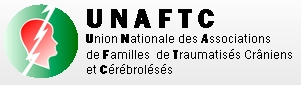 UNAFTC
Union Nationale des Associations
de Familles de Traumatisés Crâniens
et Cérébrolésés